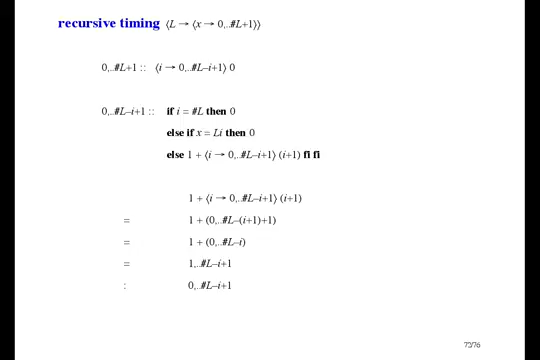 recursive timing ⟨L → ⟨x → 0,..#L+1⟩⟩
0,..#L+1 :: ⟨i → 0,..#L–i+1⟩ 0
0,..#L–i+1 :: if i = #L then 0
else if x = Li then 0
else 1 + ⟨i → 0,..#L–i+1⟩ (i+1) fi fi
1 + ⟨i → 0,..#L–i+1⟩ (i+1)
= 1 + (0,..#L–(i+1)+1)
= 1 + (0,..#L–i)
= 1,..#L–i+1
: 0,..#L–i+1